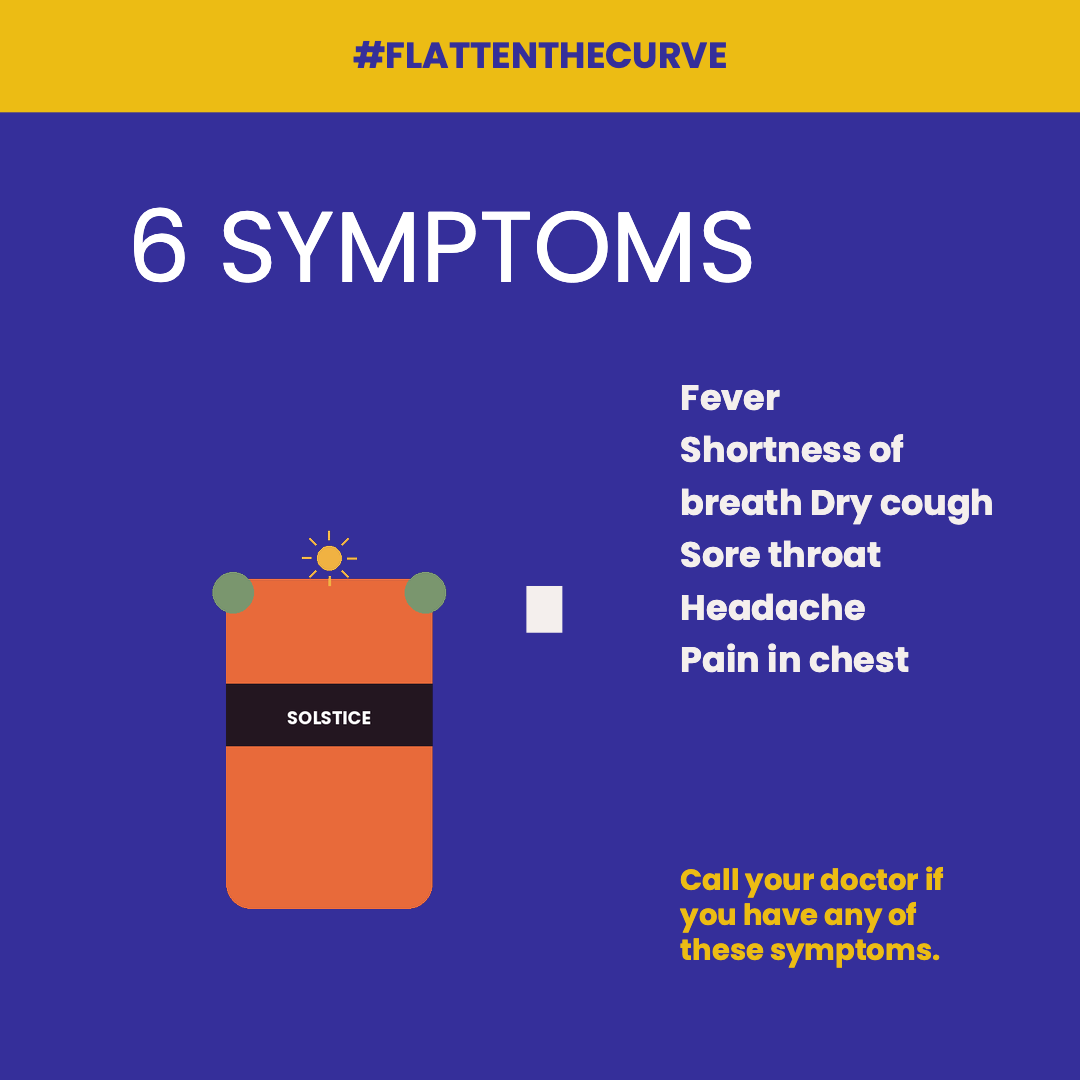 #FLATTENTHECURVE
6 SYMPTOMS
Fever
Shortness of
breath Dry cough
Sore throat
Headache
Pain in chest
SOLSTICE
Call your doctor if
you have any of
these symptoms.